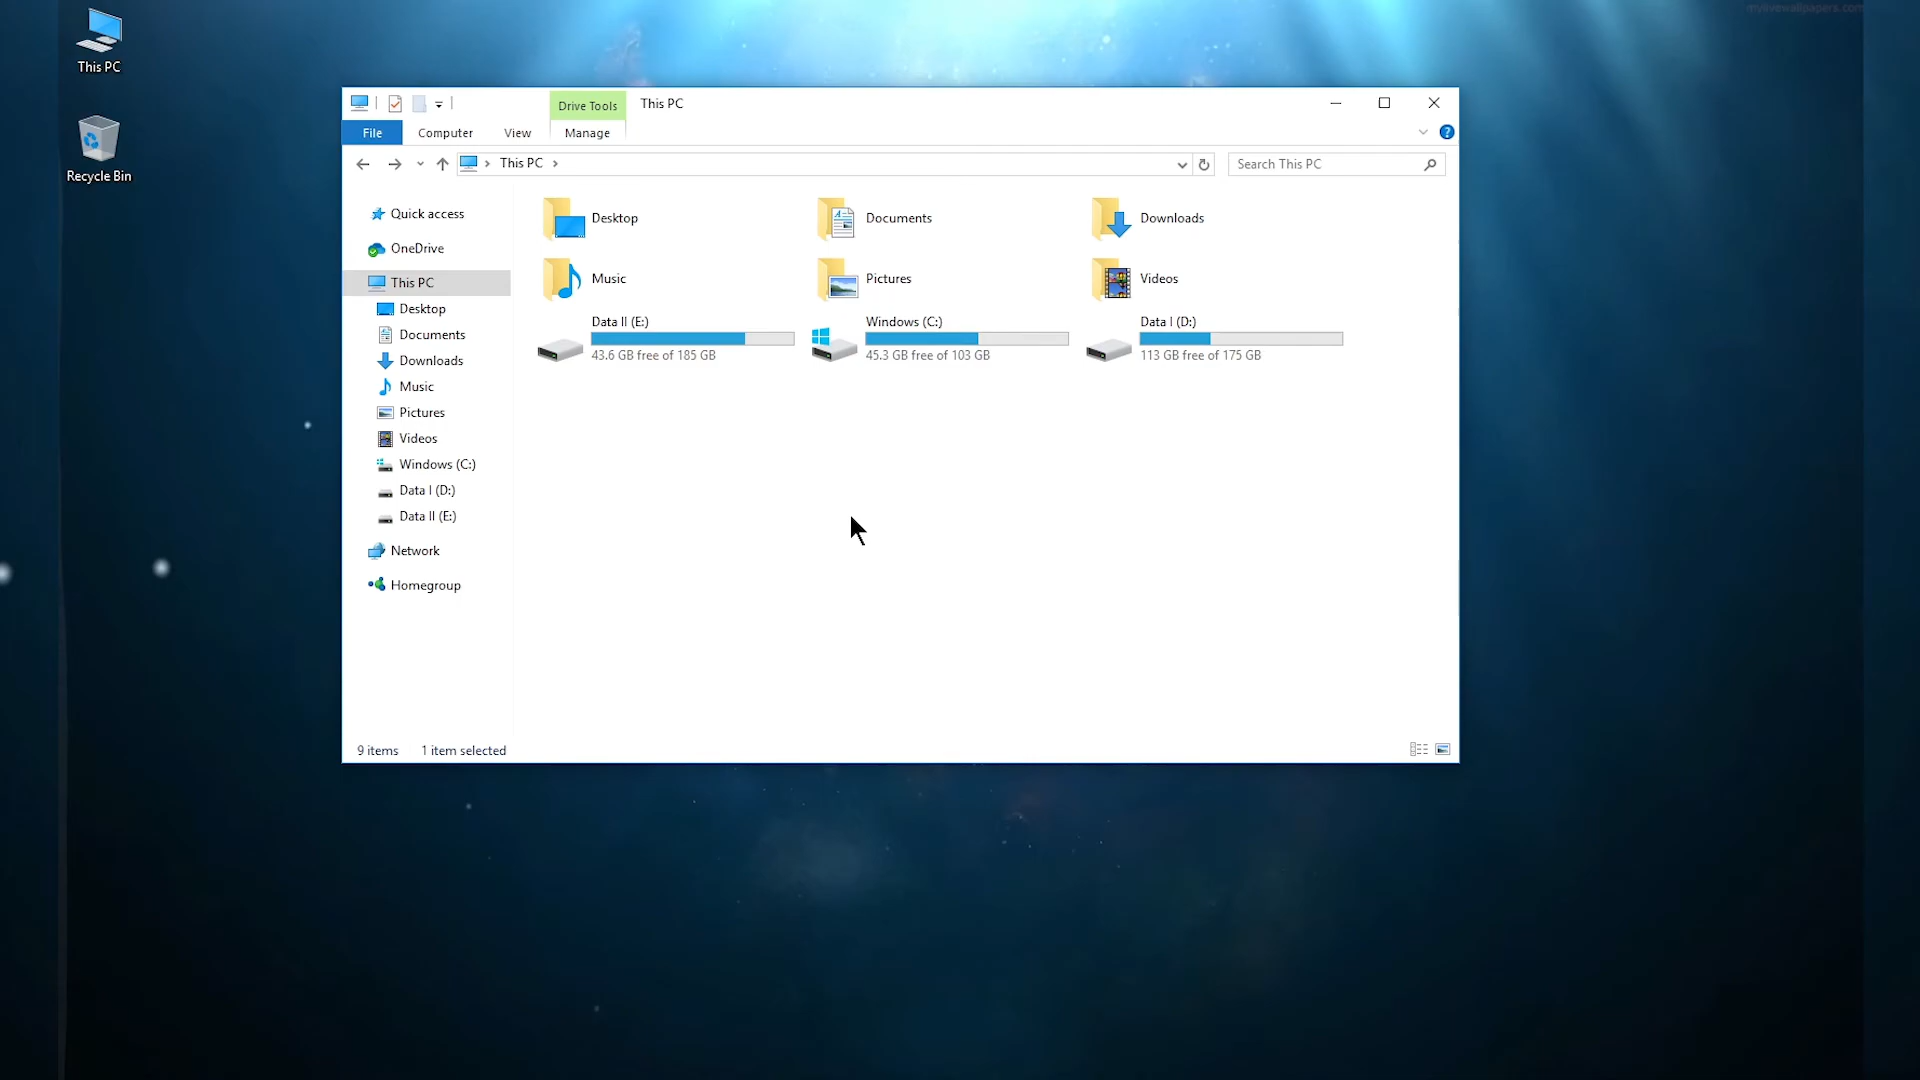 mylivewallpapers.com
This PC
Recycle Bin
Drive Tools
This PC
File
Computer
View
Manage
This PC
Search This PC
Quick access
OneDrive
This PC
Desktop
Documents
Downloads
Music
Pictures
Videos
Windows (C:)
Data I (D:)
Data II (E:)
Network
Homegroup
Desktop
Documents
Downloads
Music
Pictures
Videos
Data II (E:)
43.6 GB free of 185 GB
Windows (C:)
45.3 GB free of 103 GB
Data I (D:)
113 GB free of 175 GB
9 items
1 item selected